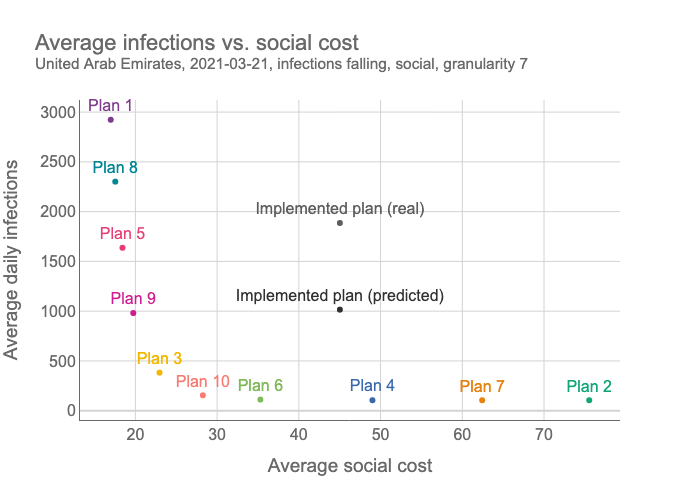 Average infections vs. social cost
United Arab Emirates, 2021-03-21, infections falling, social, granularity 7
Plan 1
3000
2500
Plan 8
2000
Implemented plan (real)
Plan 5
1500
Plan 9
Implemented plan (predicted)
1000
500
Plan 3
Plan 10
Plan 6
Plan 4
Plan 7
Plan 2
0
20
30
40
50
60
70
Average daily infections
Average social cost